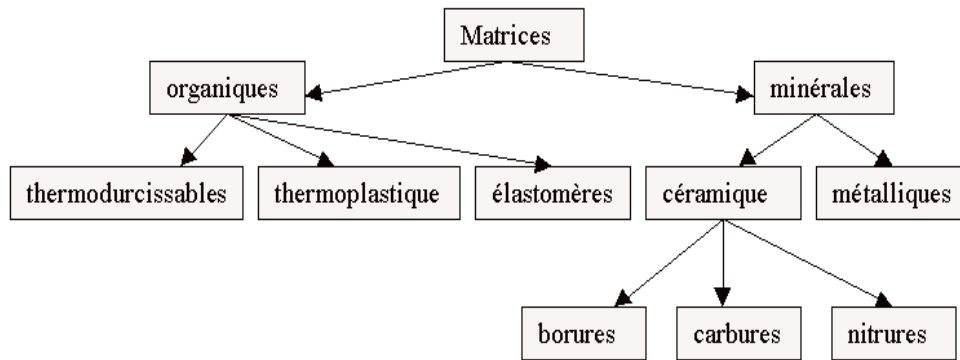 Matrices
organiques
minérales
thermodurcissables
thermoplastique
élastomères
céramique
métalliques
borures
carbures
nitrures